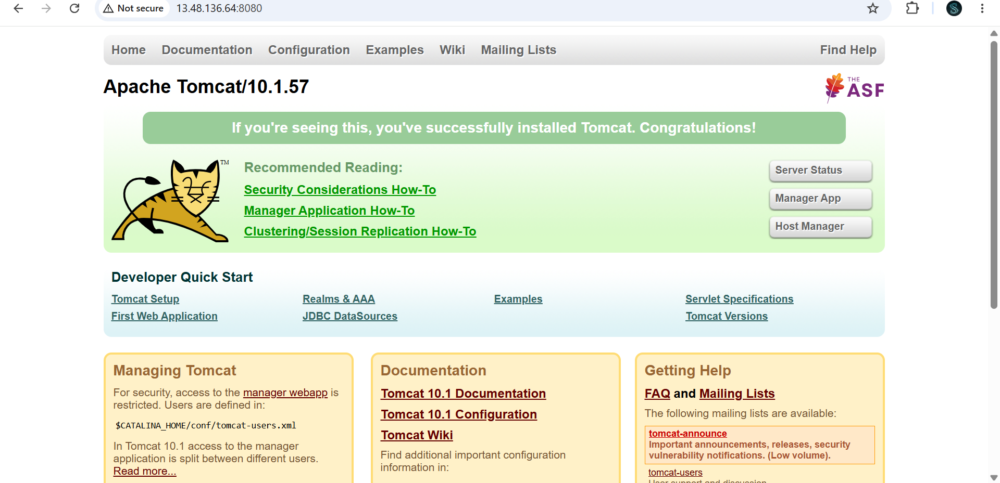 Not secure
13.48.136.64:8080
Home Documentation Configuration Examples Wiki Mailing Lists Find Help
Apache Tomcat/10.1.57
THE
ASF
If you're seeing this, you've successfully installed Tomcat. Congratulations!
TM
Recommended Reading:
Security Considerations How-To
Manager Application How-To
Clustering/Session Replication How-To
Server Status
Manager App
Host Manager
Developer Quick Start
Tomcat Setup
First Web Application
Realms & AAA
JDBC DataSources
Examples
Servlet Specifications
Tomcat Versions
Managing Tomcat
For security, access to the manager webapp is
restricted. Users are defined in:
$CATALINA_HOME/conf/tomcat-users.xml
In Tomcat 10.1 access to the manager
application is split between different users.
Read more...
Documentation
Tomcat 10.1 Documentation
Tomcat 10.1 Configuration
Tomcat Wiki
Find additional important configuration
information in:
Getting Help
FAQ and Mailing Lists
The following mailing lists are available:
tomcat-announce
Important announcements, releases, security
vulnerability notifications. (Low volume).
tomcat-users
User support and discussion